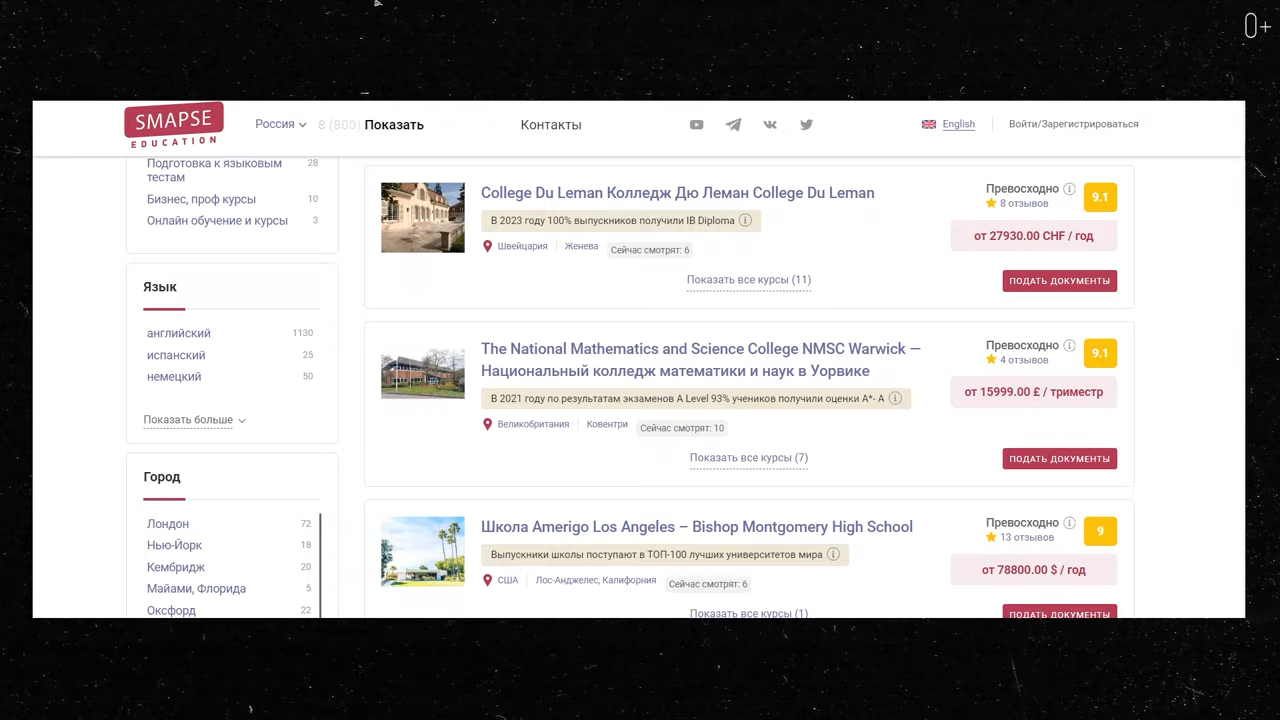 0+
SMAPSE
EDUCATION
Россия
8 (800) Показать
Контакты
English
Войти/Зарегистрироваться
Подготовка к языковым 28
тестам
Бизнес, проф курсы 10
Онлайн обучение и курсы 3
Язык
английский 1130
испанский 25
немецкий 50
Показать больше
Город
Лондон 72
Нью-Йорк 18
Кембридж 20
Майами, Флорида 5
Оксфорд 22
College Du Leman Колледж Дю Леман College Du Leman
В 2023 году 100% выпускников получили IB Diploma
Швейцария Женева Сейчас смотрят: 6
Показать все курсы (11)
Превосходно 9.1
8 отзывов
от 27930.00 CHF / год
ПОДАТЬ ДОКУМЕНТЫ
The National Mathematics and Science College NMSC Warwick —
Национальный колледж математики и наук в Уорвике
В 2021 году по результатам экзаменов A Level 93% учеников получили оценки A*- A
Великобритания Ковентри Сейчас смотрят: 10
Показать все курсы (7)
Превосходно 9.1
4 отзывов
от 15999.00 £ / триместр
ПОДАТЬ ДОКУМЕНТЫ
Школа Amerigo Los Angeles – Bishop Montgomery High School
Выпускники школы поступают в ТОП-100 лучших университетов мира
США Лос-Анджелес, Калифорния Сейчас смотрят: 6
Показать все курсы (1)
Превосходно 9
13 отзывов
от 78800.00 $ / год
ПОДАТЬ ДОКУМЕНТЫ